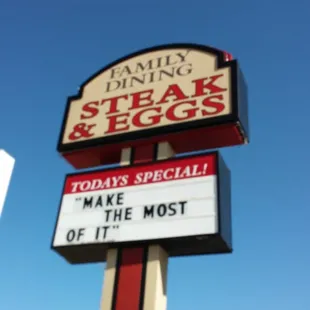 FAMILY
DINING
STEAK
& EGGS
TODAYS SPECIAL!
"MAKE
THE MOST
OF IT"